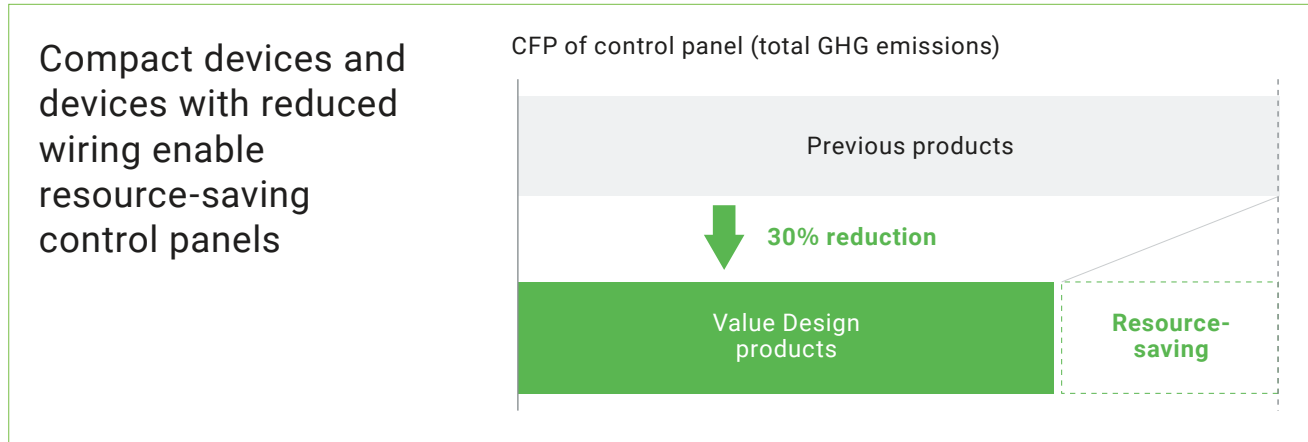 Compact devices and
devices with reduced
wiring enable
resource-saving
control panels
CFP of control panel (total GHG emissions)
Previous products
30% reduction
Value Design
products
Resource-
saving